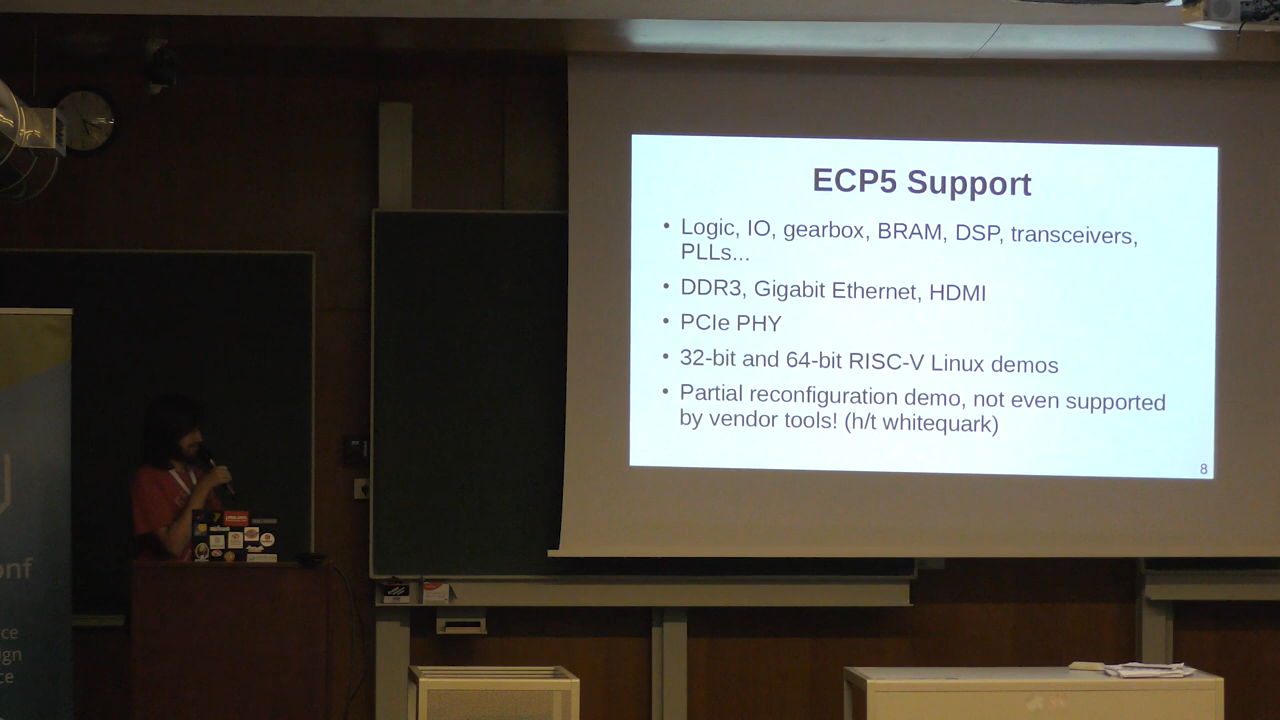 ECP5 Support
• Logic, IO, gearbox, BRAM, DSP, transceivers,
PLLs...
• DDR3, Gigabit Ethernet, HDMI
• PCIe PHY
• 32-bit and 64-bit RISC-V Linux demos
• Partial reconfiguration demo, not even supported
by vendor tools! (h/t whitequark)
8
onf
ce
ign
ce